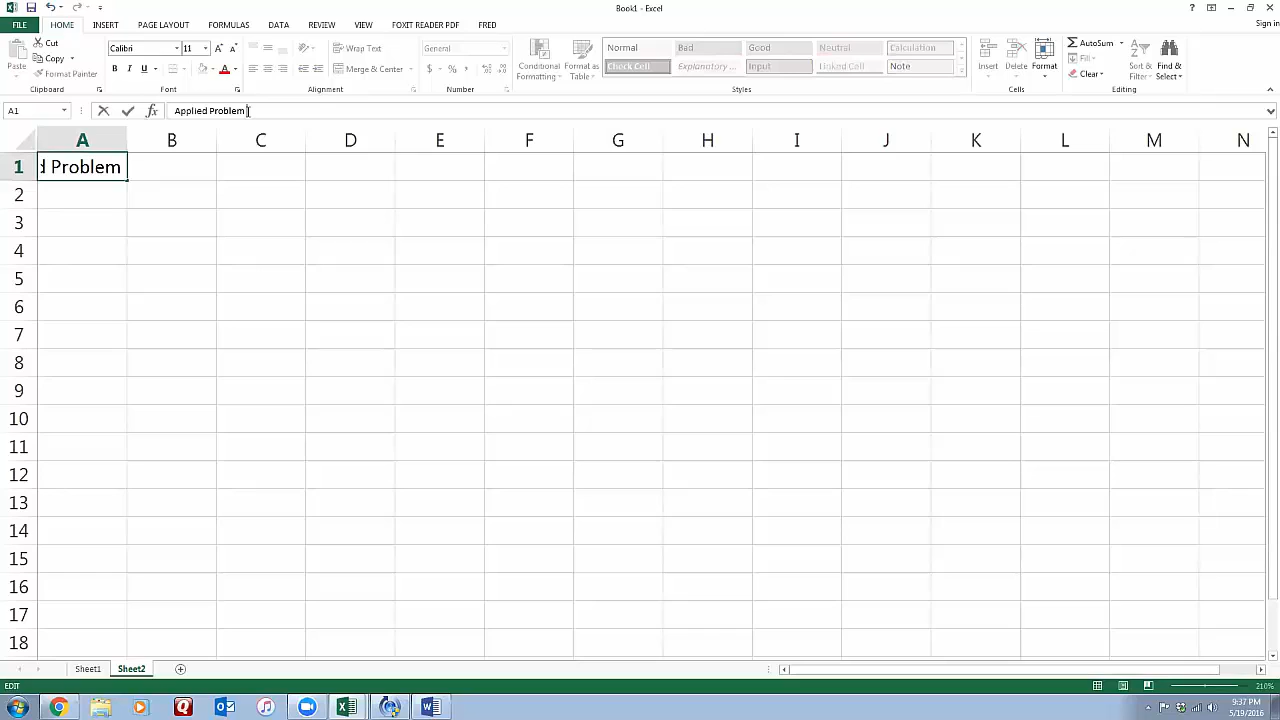 Book1 - Excel
Sign in
FILE HOME INSERT PAGE LAYOUT FORMULAS DATA REVIEW VIEW FOXIT READER PDF FRED
Paste
Cut
Copy
Format Painter
Clipboard
Calibri 11
B I U
Font
Wrap Text
Merge & Center
Alignment
General
$ % ,
Number
Conditional Formatting
Format as Table
Normal Bad Good Neutral Calculation
Check Cell Explanatory ... Input Linked Cell Note
Styles
Insert Delete Format
Cells
AutoSum
Fill
Clear
Sort & Filter
Find & Select
Editing
A1 fx Applied Problem
A B C D E F G H I J K L M N
1 d Problem
2
3
4
5
6
7
8
9
10
11
12
13
14
15
16
17
18
Sheet1 Sheet2
EDIT 210%
9:37 PM
5/19/2016